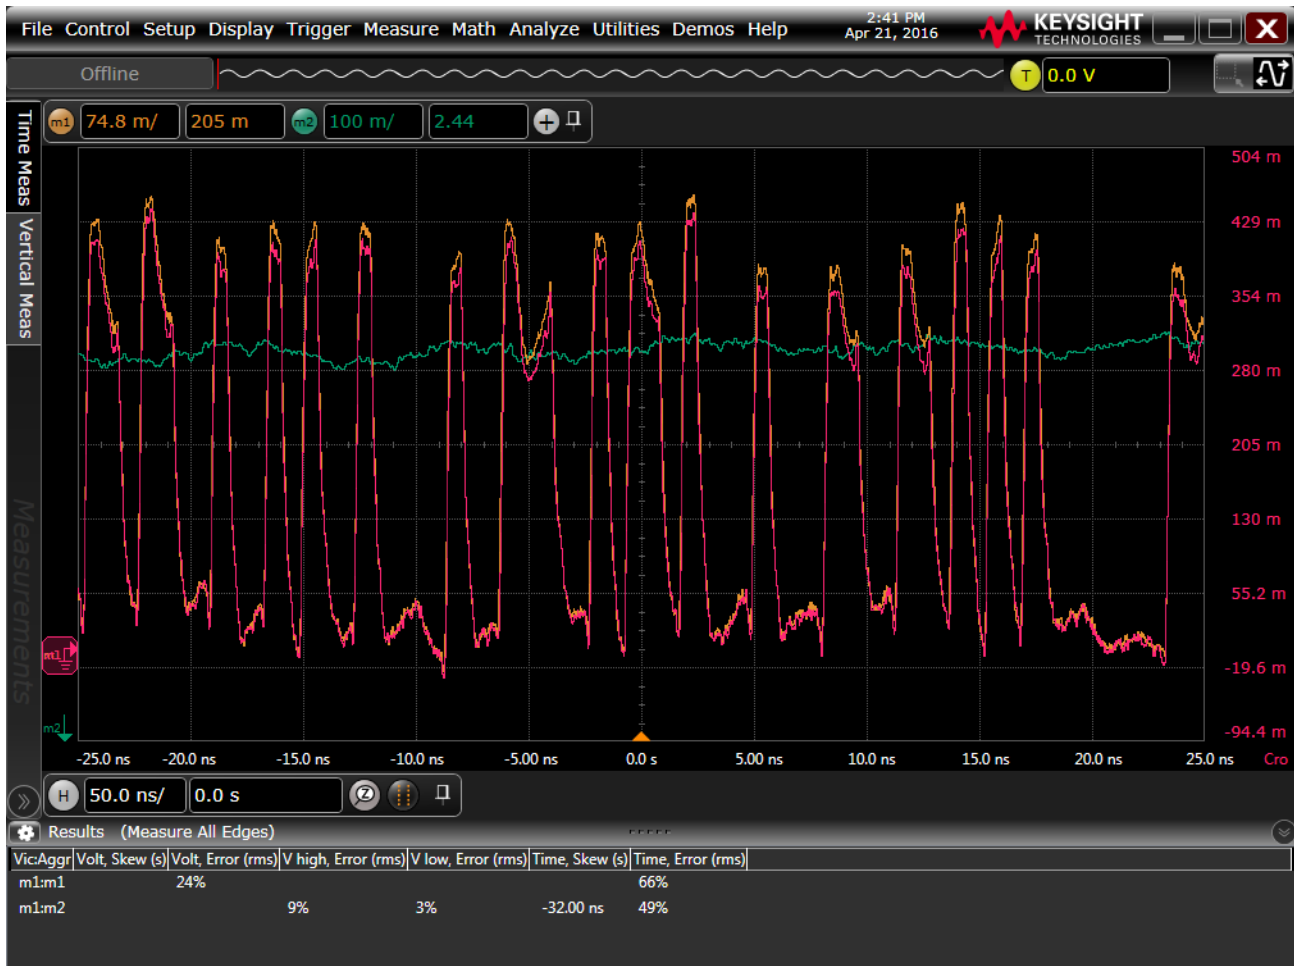 File Control Setup Display Trigger Measure Math Analyze Utilities Demos Help
2:41 PM
Apr 21, 2016
KEYSIGHT
TECHNOLOGIES
Offline
T 0.0 V
Time Meas
Vertical Meas
Measurements
m1 74.8 m/ 205 m m2 100 m/ 2.44
504 m
429 m
354 m
280 m
205 m
130 m
55.2 m
-19.6 m
-94.4 m
m1
m2
-25.0 ns -20.0 ns -15.0 ns -10.0 ns -5.00 ns 0.0 s 5.00 ns 10.0 ns 15.0 ns 20.0 ns 25.0 ns Cro
H 50.0 ns/ 0.0 s Z
Results (Measure All Edges)
Vic:Aggr Volt, Skew (s) Volt, Error (rms) V high, Error (rms) V low, Error (rms) Time, Skew (s) Time, Error (rms)
m1:m1 24% 66%
m1:m2 9% 3% -32.00 ns 49%